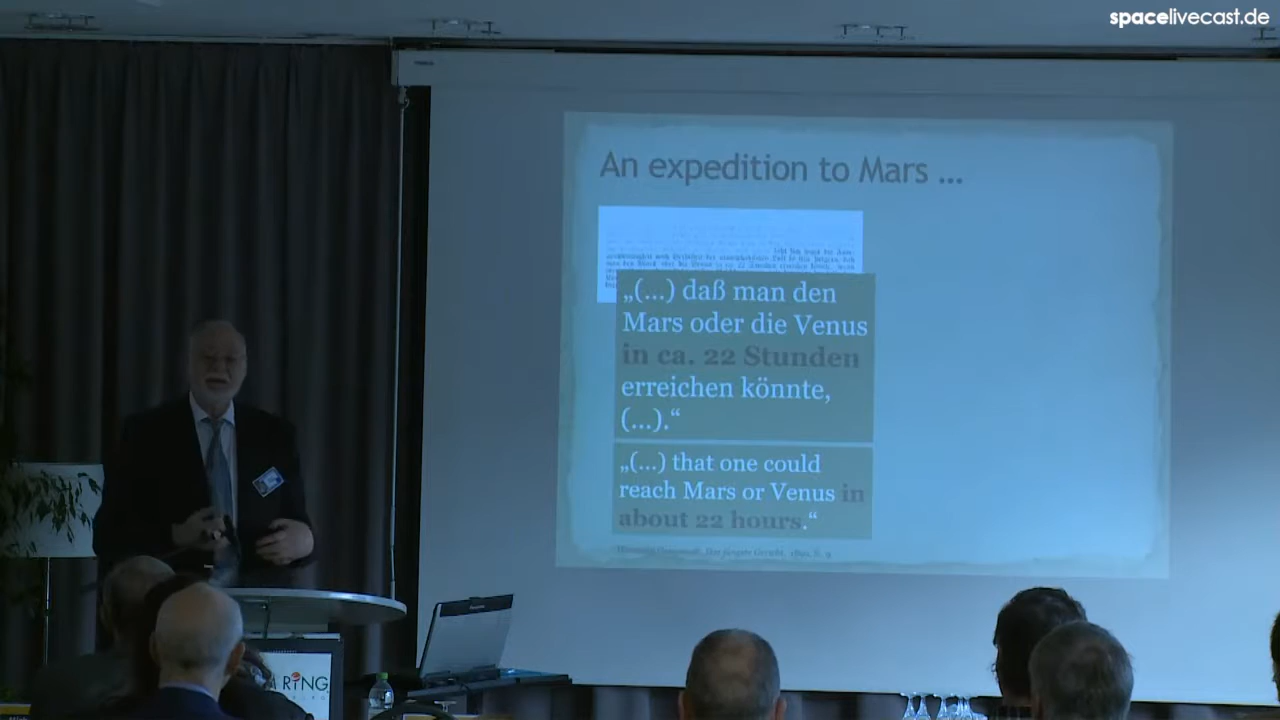 spacelivecast.de
An expedition to Mars ...
„(...) daß man den
Mars oder die Venus
in ca. 22 Stunden
erreichen könnte,
(...).“
„(...) that one could
reach Mars or Venus in
about 22 hours.“
RiNG